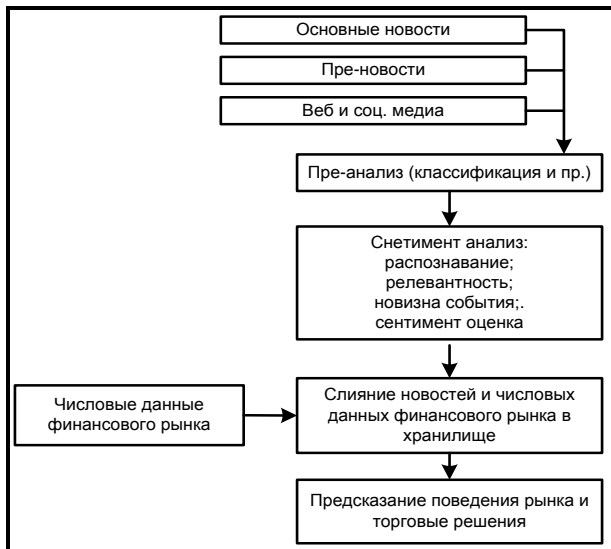 Основные новости
Пре-новости
Веб и соц. медиа
Пре-анализ (классификация и пр.)
Снетимент анализ:
распознавание;
релевантность;
новизна события;.
сентимент оценка
Числовые данные
финансового рынка
Слияние новостей и числовых
данных финансового рынка в
хранилище
Предсказание поведения рынка и
торговые решения